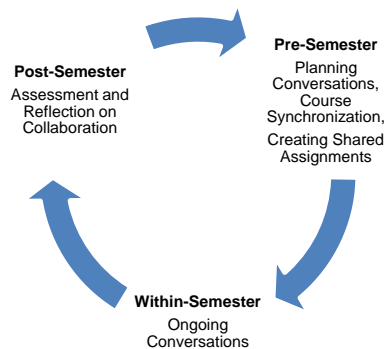 Pre-Semester
Planning
Conversations,
Course
Synchronization,
Creating Shared
Assignments
Within-Semester
Ongoing
Conversations
Post-Semester
Assessment and
Reflection on
Collaboration